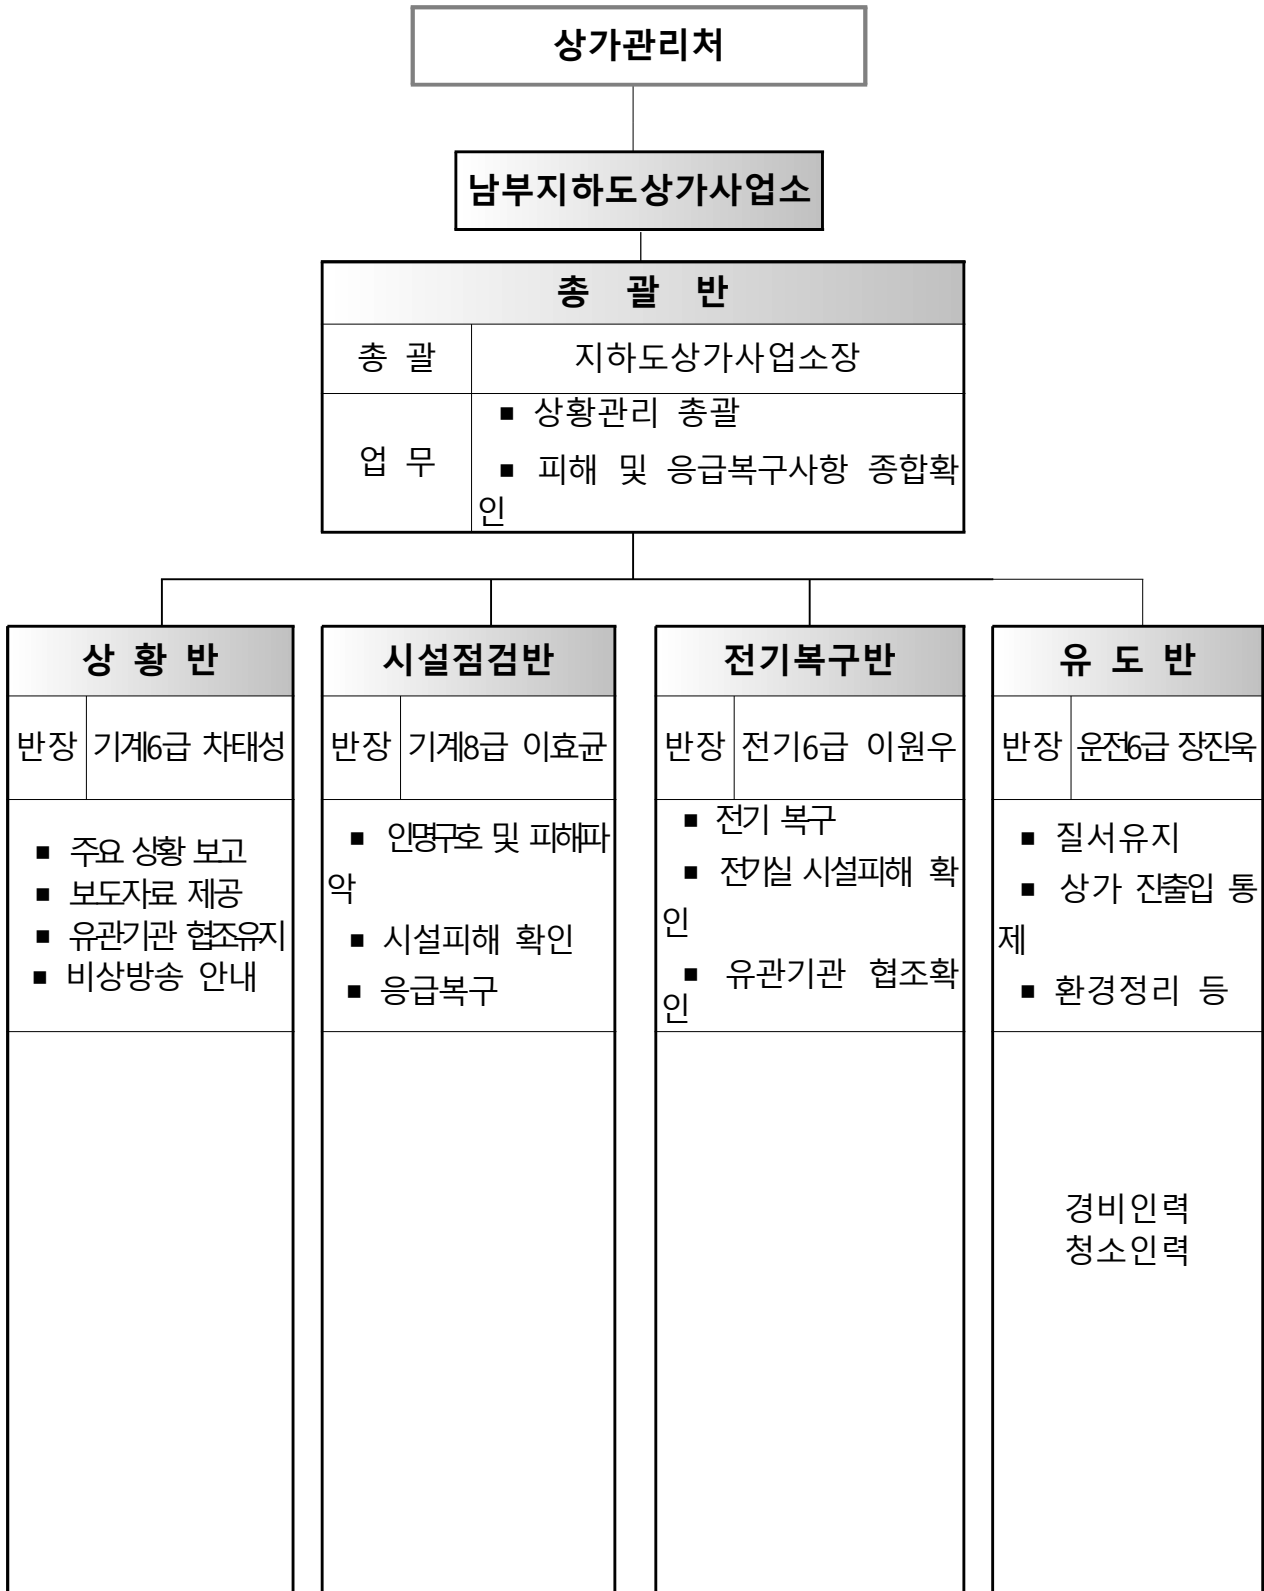 상가관리처
남부지하도상가사업소
총 괄 반
총 괄
지하도상가사업소장
업 무
■ 상황관리 총괄
■ 피해 및 응급복구사항 종합확
인
상 황 반
반장
기계6급 차태성
■ 주요 상황 보고
■ 보도자료 제공
■ 유관기관 협조유지
■ 비상방송 안내
시설점검반
반장
기계8급 이효균
■ 인명구호 및 피해파
악
■ 시설피해 확인
■ 응급복구
전기복구반
반장
전기6급 이원우
■ 전기 복구
■ 전기실 시설피해 확
인
■ 유관기관 협조확
인
유 도 반
반장
운전6급 장진욱
■ 질서유지
■ 상가 진출입 통
제
■ 환경정리 등
경비인력
청소인력